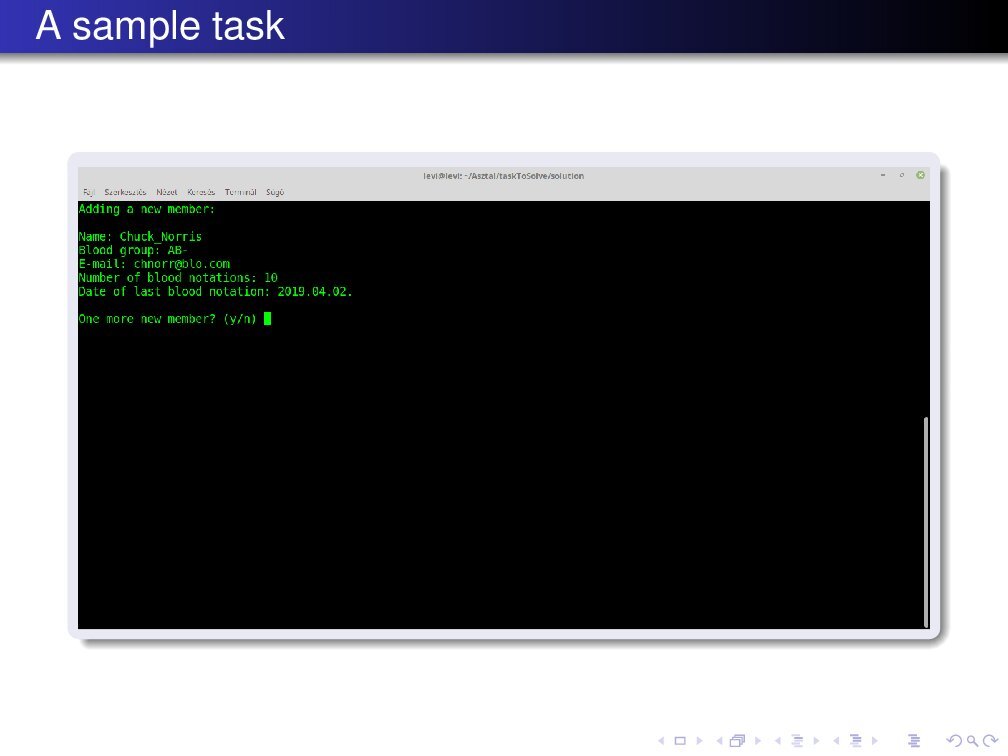 A sample task
levi@levi: ~/Asztal/taskToSolve/solution
Fájl Szerkesztés Nézet Keresés Terminál Súgó
Adding a new member:
Name: Chuck_Norris
Blood group: AB-
E-mail: chnorr@blo.com
Number of blood notations: 10
Date of last blood notation: 2019.04.02.
One more new member? (y/n)